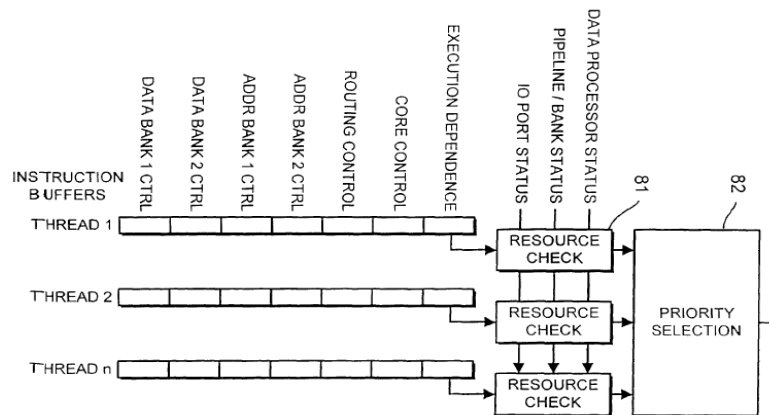 DATA BANK 1 CTRL
DATA BANK 2 CTRL
ADDR BANK 1 CTRL
ADDR BANK 2 CTRL
ROUTING CONTROL
CORE CONTROL
EXECUTION DEPENDENCE
IO PORT STATUS
PIPELINE / BANK STATUS
DATA PROCESSOR STATUS
81
82
INSTRUCTION
BUFFERS
THREAD 1
RESOURCE
CHECK
THREAD 2
RESOURCE
CHECK
PRIORITY
SELECTION
THREAD n
RESOURCE
CHECK